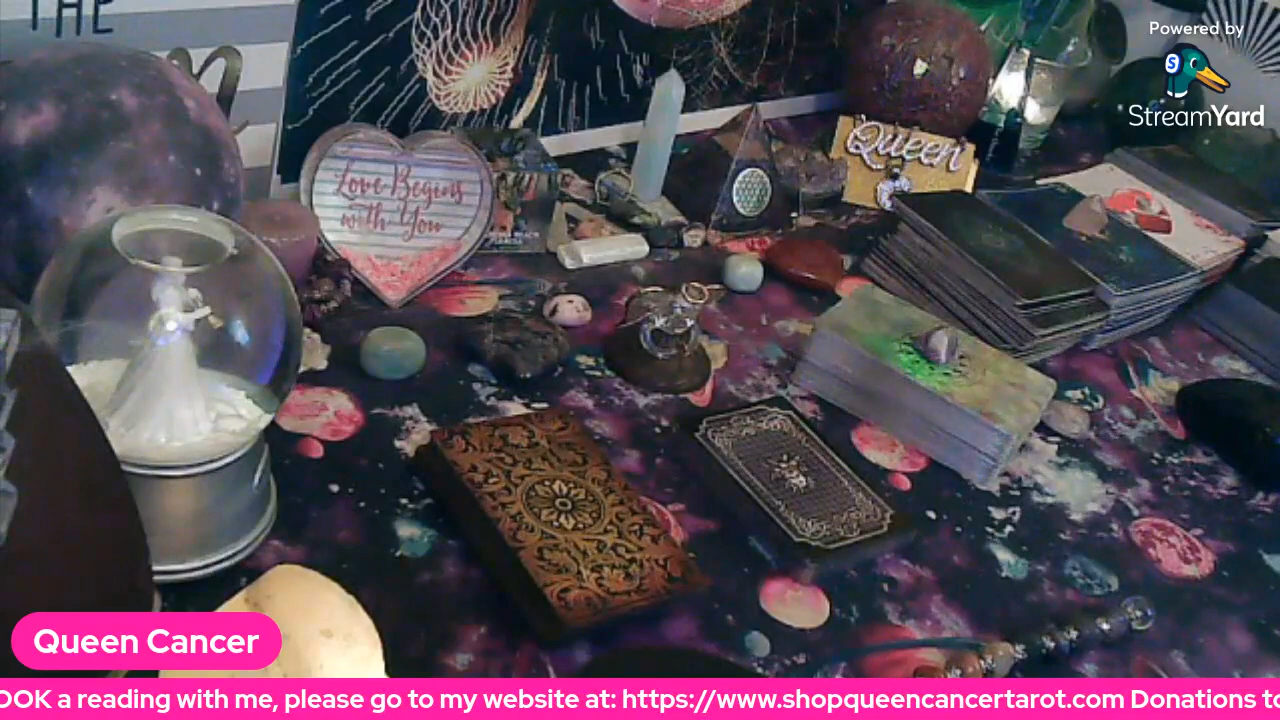 THE
Powered by
S
StreamYard
Queen
Love Begins
with You
Queen Cancer
OOK a reading with me, please go to my website at: https://www.shopqueencancertarot.com Donations to